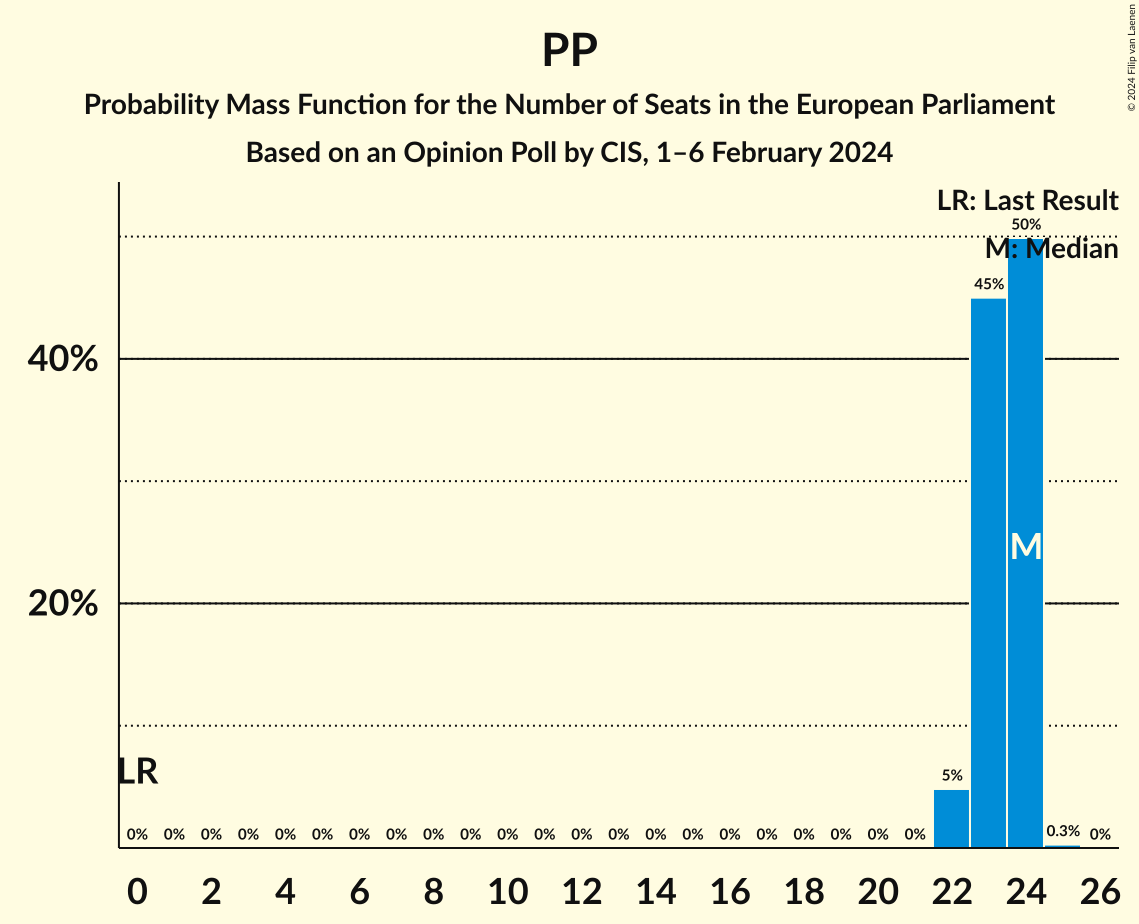 PP
Probability Mass Function for the Number of Seats in the European Parliament
Based on an Opinion Poll by CIS, 1–6 February 2024
© 2024 Filip van Laenen
LR: Last Result
M: Median
50%
45%
40%
M
20%
LR
5%
0% 0% 0% 0% 0% 0% 0% 0% 0% 0% 0% 0% 0% 0% 0% 0% 0% 0% 0% 0% 0% 0% 0.3% 0%
0 2 4 6 8 10 12 14 16 18 20 22 24 26